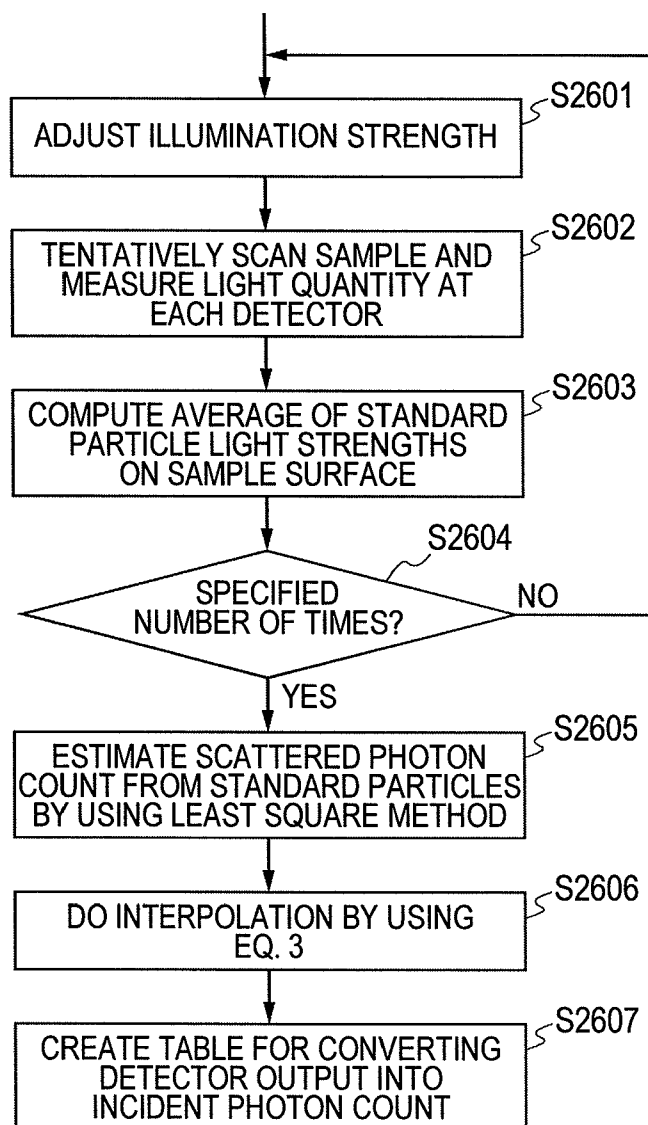 S2601
ADJUST ILLUMINATION STRENGTH
S2602
TENTATIVELY SCAN SAMPLE AND
MEASURE LIGHT QUANTITY AT
EACH DETECTOR
S2603
COMPUTE AVERAGE OF STANDARD
PARTICLE LIGHT STRENGTHS
ON SAMPLE SURFACE
S2604
SPECIFIED
NUMBER OF TIMES?
NO
YES
S2605
ESTIMATE SCATTERED PHOTON
COUNT FROM STANDARD PARTICLES
BY USING LEAST SQUARE METHOD
S2606
DO INTERPOLATION BY USING
EQ. 3
S2607
CREATE TABLE FOR CONVERTING
DETECTOR OUTPUT INTO
INCIDENT PHOTON COUNT